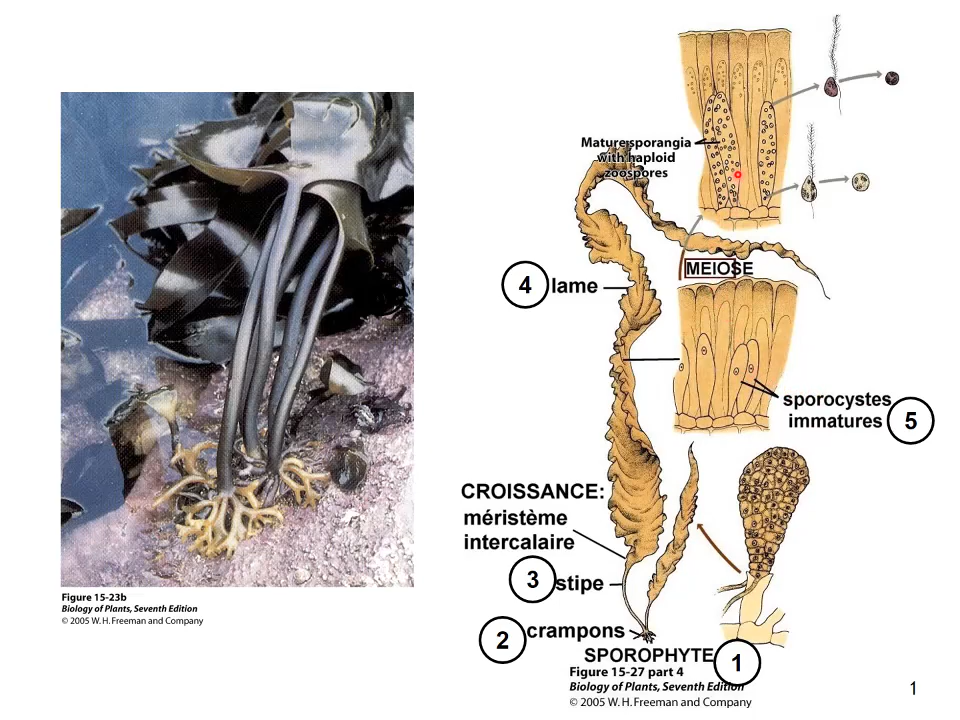 Figure 15-23b
Biology of Plants, Seventh Edition
© 2005 W. H. Freeman and Company
Mature sporangia
with haploid
zoospores
MEIOSE
4 lame
sporocystes
immatures 5
CROISSANCE:
méristème
intercalaire
3 stipe
2 crampons
SPOROPHYTE 1
Figure 15-27 part 4
Biology of Plants, Seventh Edition
© 2005 W. H. Freeman and Company
1